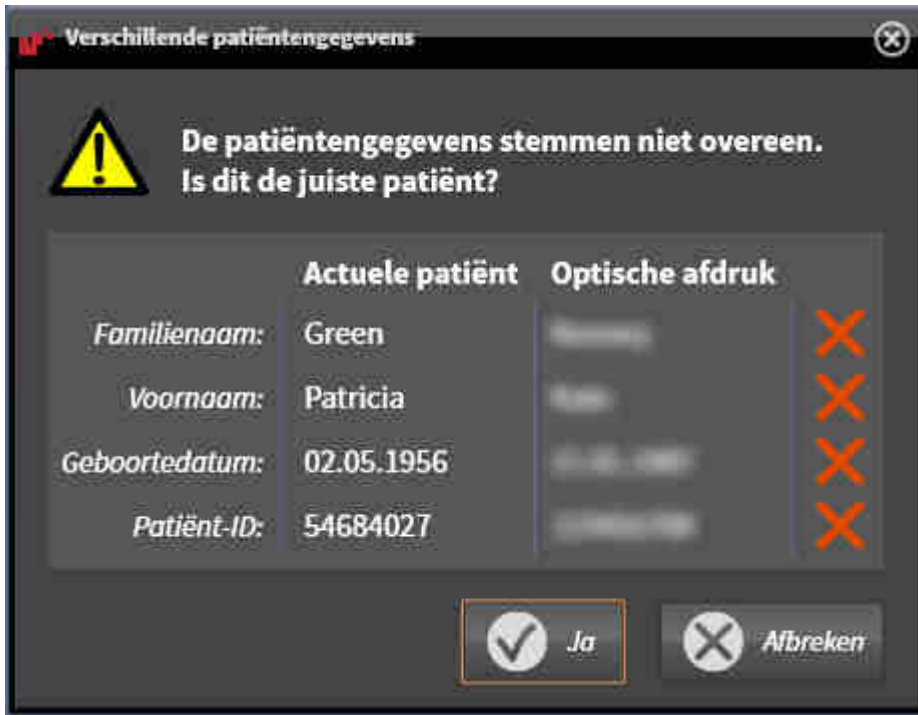 Verschillende patiëntengegevens
De patiëntengegevens stemmen niet overeen.
Is dit de juiste patiënt?
Actuele patiënt Optische afdruk
Familienaam: Green
Voornaam: Patricia
Geboortedatum: 02.05.1956
Patiënt-ID: 54684027
Ja Afbreken